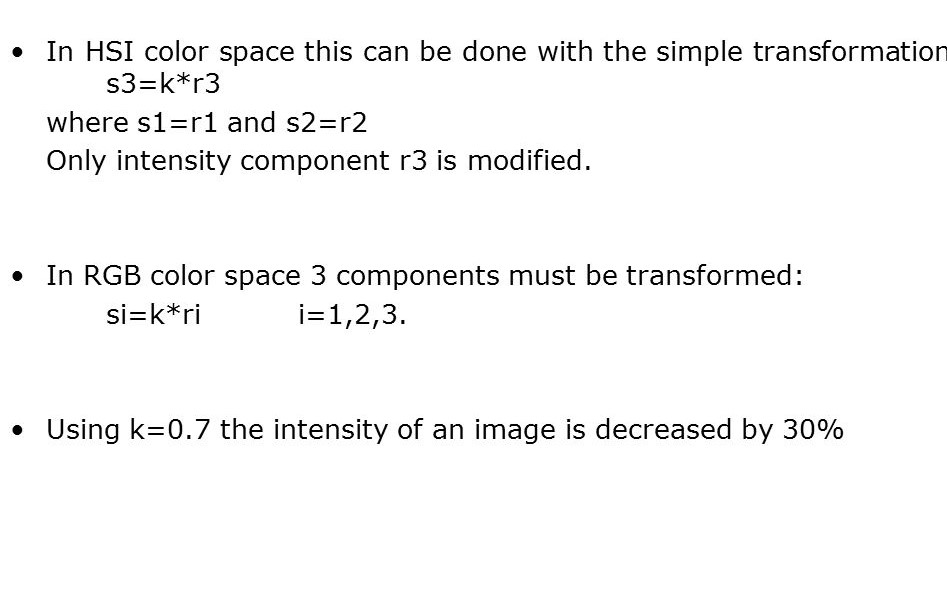 • In HSI color space this can be done with the simple transformation
s3=k*r3
where s1=r1 and s2=r2
Only intensity component r3 is modified.
• In RGB color space 3 components must be transformed:
si=k*ri i=1,2,3.
• Using k=0.7 the intensity of an image is decreased by 30%